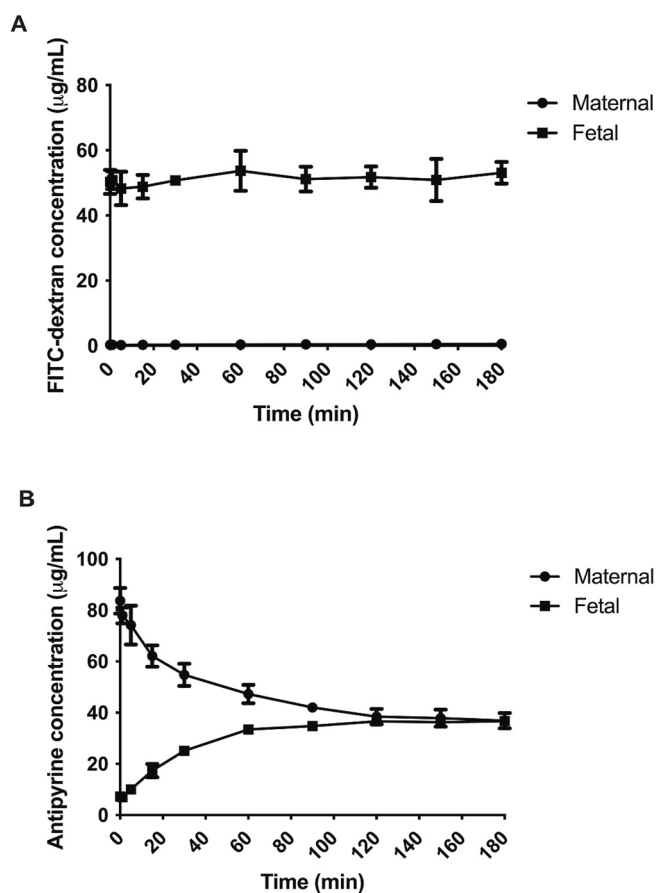 A
FITC-dextran concentration (µg/mL)
80
60
40
20
0
0 20 40 60 80 100 120 140 160 180
Time (min)
Maternal
Fetal
B
Antipyrine concentration (µg/mL)
100
80
60
40
20
0
0 20 40 60 80 100 120 140 160 180
Time (min)
Maternal
Fetal